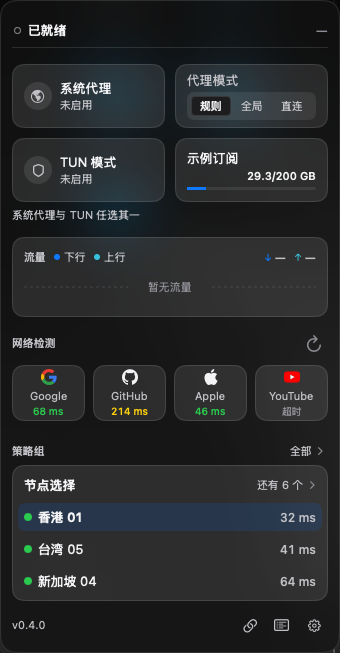 已就绪
系统代理
未启用
代理模式
规则 全局 直连
TUN 模式
未启用
示例订阅
29.3/200 GB
系统代理与 TUN 任选其一
流量 下行 上行 ↓ — ↑ —
暂无流量
网络检测
Google GitHub Apple YouTube
68 ms 214 ms 46 ms 超时
策略组 全部
节点选择 还有 6 个
香港 01 32 ms
台湾 05 41 ms
新加坡 04 64 ms
v0.4.0